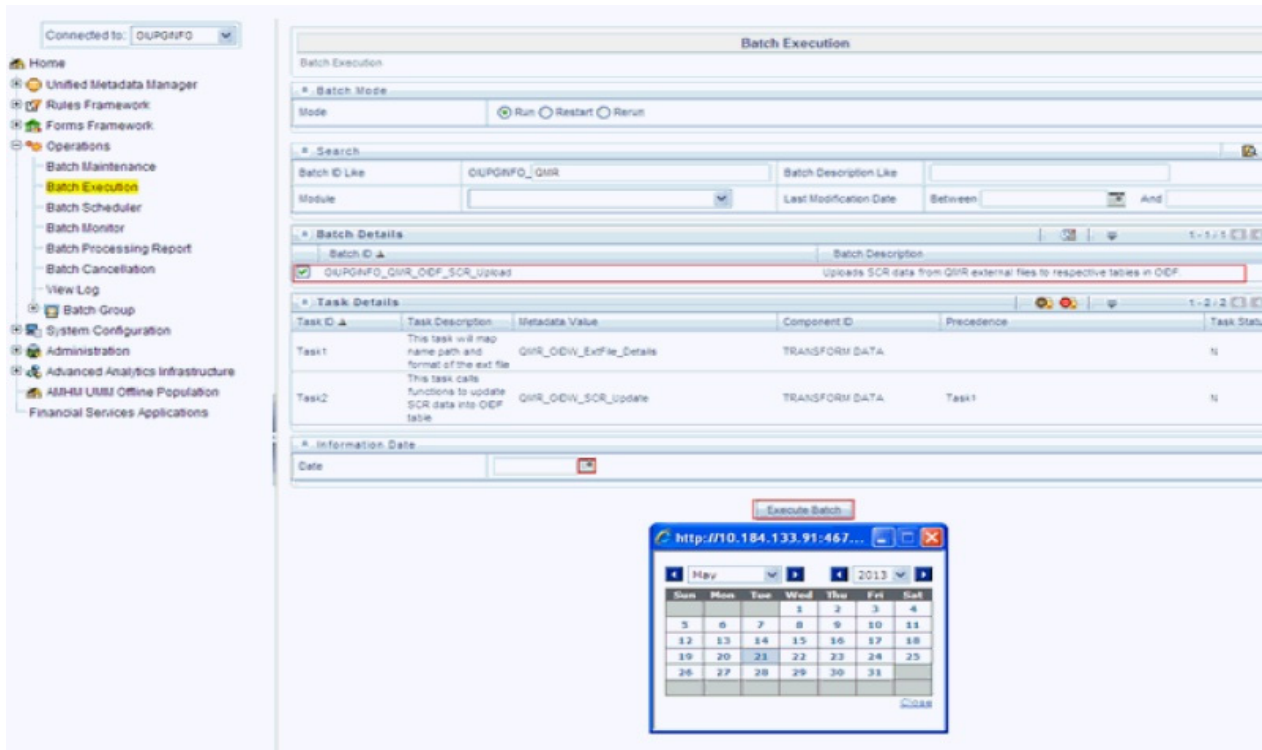 Connected to: OIUPGINFO
Home
Unified Metadata Manager
Rules Framework
Forms Framework
Operations
Batch Maintenance
Batch Execution
Batch Scheduler
Batch Monitor
Batch Processing Report
Batch Cancellation
View Log
Batch Group
System Configuration
Administration
Advanced Analytics Infrastructure
AMHM UMM Offline Population
Financial Services Applications
Batch Execution
Batch Execution
Batch Mode
Mode Run Restart Rerun
Search
Batch ID Like OIUPGINFO_ QMR Batch Description Like
Module Last Modification Date Between And
Batch Details 1 - 1 / 1
Batch ID Batch Description
OIUPGINFO_QMR_OIDF_SCR_Upload Uploads SCR data from QMR external files to respective tables in OIDF
Task Details 1 - 2 / 2
Task ID Task Description Metadata Value Component ID Precedence Task Statu
Task1 This task will map name path and format of the ext file QMR_OIDW_ExtFile_Details TRANSFORM DATA N
Task2 This task calls functions to update SCR data into OIDF table QMR_OIDW_SCR_Update TRANSFORM DATA Task1 N
Information Date
Date
Execute Batch
http://10.184.133.91:467...
May 2013
Sun Mon Tue Wed Thu Fri Sat
1 2 3 4
5 6 7 8 9 10 11
12 13 14 15 16 17 18
19 20 21 22 23 24 25
26 27 28 29 30 31
Close